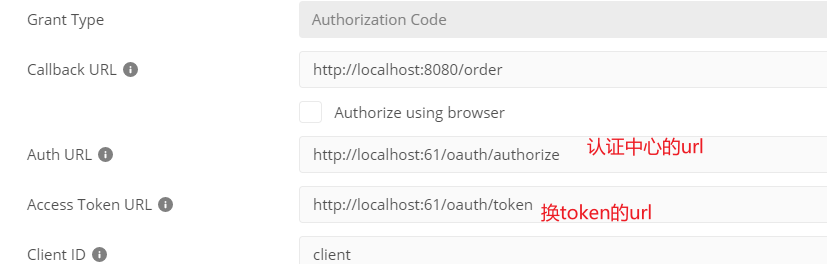 Grant Type Authorization Code
Callback URL http://localhost:8080/order
Authorize using browser
Auth URL http://localhost:61/oauth/authorize 认证中心的url
Access Token URL http://localhost:61/oauth/token 换token的url
Client ID client